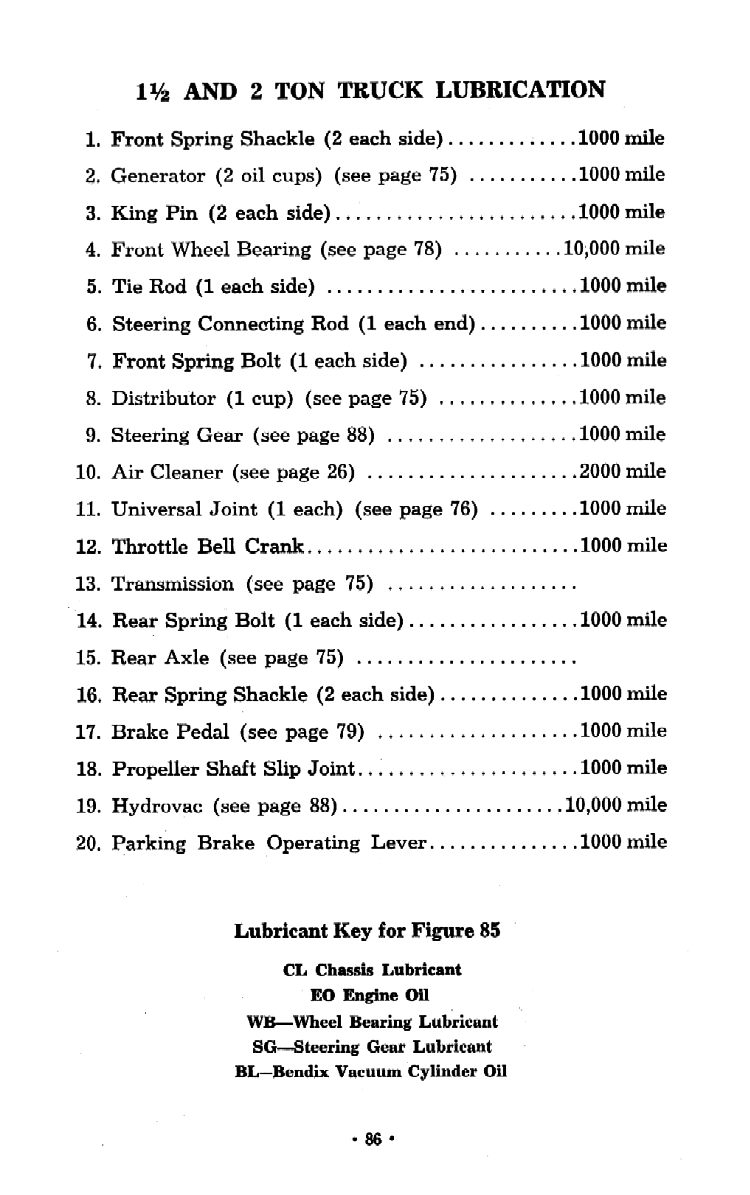 1½ AND 2 TON TRUCK LUBRICATION
1. Front Spring Shackle (2 each side).............1000 mile
2. Generator (2 oil cups) (see page 75) ...........1000 mile
3. King Pin (2 each side)........................1000 mile
4. Front Wheel Bearing (see page 78) ...........10,000 mile
5. Tie Rod (1 each side) .........................1000 mile
6. Steering Connecting Rod (1 each end)..........1000 mile
7. Front Spring Bolt (1 each side) ................1000 mile
8. Distributor (1 cup) (see page 75) ..............1000 mile
9. Steering Gear (see page 88) ...................1000 mile
10. Air Cleaner (see page 26) .....................2000 mile
11. Universal Joint (1 each) (see page 76) .........1000 mile
12. Throttle Bell Crank...........................1000 mile
13. Transmission (see page 75) ...................
14. Rear Spring Bolt (1 each side).................1000 mile
15. Rear Axle (see page 75) ......................
16. Rear Spring Shackle (2 each side)..............1000 mile
17. Brake Pedal (see page 79) ....................1000 mile
18. Propeller Shaft Slip Joint......................1000 mile
19. Hydrovac (see page 88)......................10,000 mile
20. Parking Brake Operating Lever...............1000 mile
Lubricant Key for Figure 85
CL Chassis Lubricant
EO Engine Oil
WB—Wheel Bearing Lubricant
SG—Steering Gear Lubricant
BL—Bendix Vacuum Cylinder Oil
• 86 •